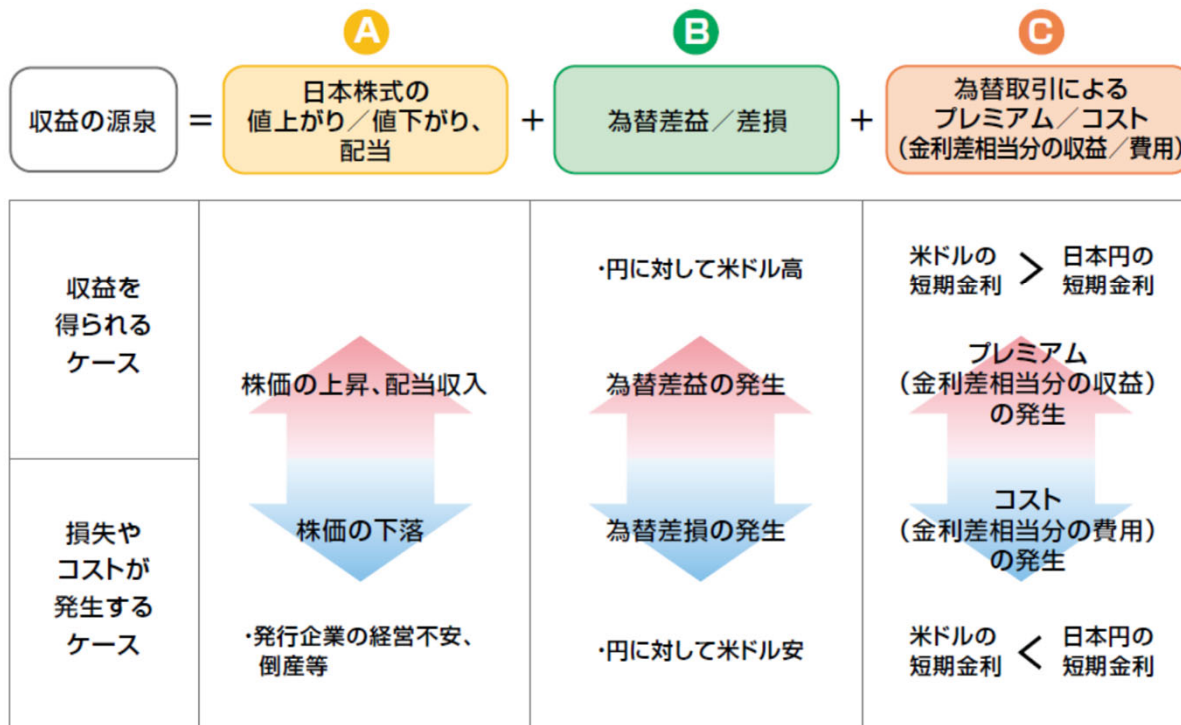 A
B
C
収益の源泉
=
日本株式の
値上がり／値下がり、
配当
+
為替差益／差損
+
為替取引による
プレミアム／コスト
（金利差相当分の収益／費用）
収益を
得られる
ケース
株価の上昇、配当収入
・円に対して米ドル高
為替差益の発生
米ドルの
短期金利
>
日本円の
短期金利
プレミアム
（金利差相当分の収益）
の発生
損失や
コストが
発生する
ケース
株価の下落
・発行企業の経営不安、
倒産等
為替差損の発生
・円に対して米ドル安
コスト
（金利差相当分の費用）
の発生
米ドルの
短期金利
<
日本円の
短期金利